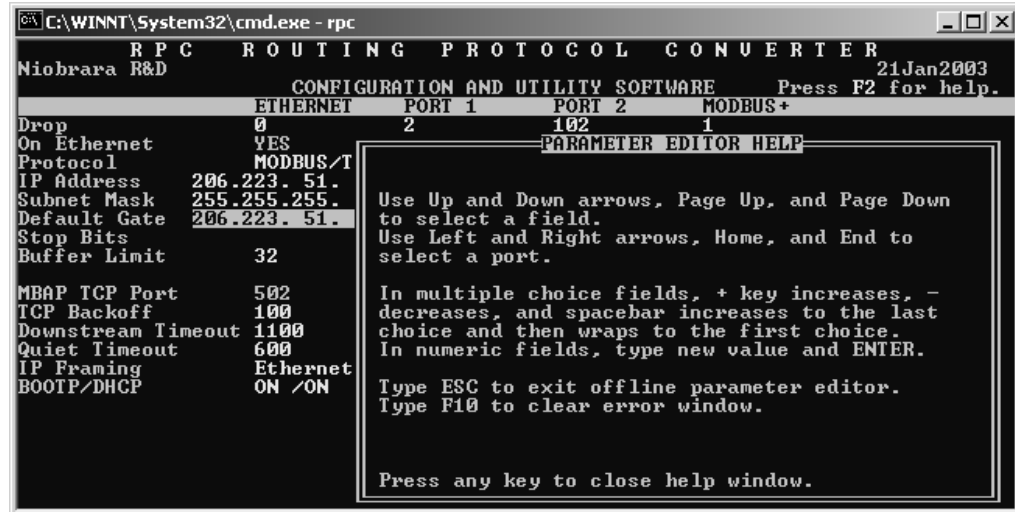 C:\WINNT\System32\cmd.exe - rpc
R P C   R O U T I N G   P R O T O C O L   C O N V E R T E R
Niobrara R&D   21Jan2003
CONFIGURATION AND UTILITY SOFTWARE   Press F2 for help.
ETHERNET   PORT 1   PORT 2   MODBUS+
Drop   0   2   102   1
On Ethernet   YES
Protocol   MODBUS/T
IP Address   206.223. 51.
Subnet Mask   255.255.255.
Default Gate   206.223. 51.
Stop Bits
Buffer Limit   32
MBAP TCP Port   502
TCP Backoff   100
Downstream Timeout 1100
Quiet Timeout   600
IP Framing   Ethernet
BOOTP/DHCP   ON /ON
PARAMETER EDITOR HELP
Use Up and Down arrows, Page Up, and Page Down
to select a field.
Use Left and Right arrows, Home, and End to
select a port.
In multiple choice fields, + key increases, -
decreases, and spacebar increases to the last
choice and then wraps to the first choice.
In numeric fields, type new value and ENTER.
Type ESC to exit offline parameter editor.
Type F10 to clear error window.
Press any key to close help window.